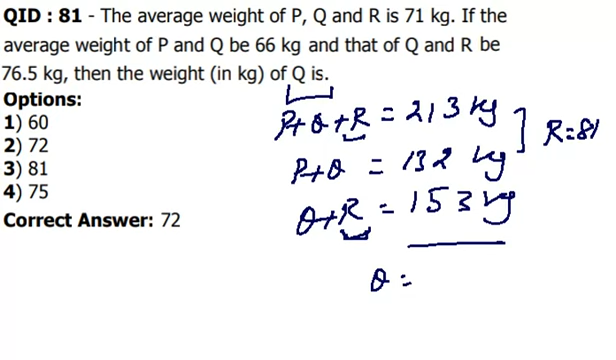 QID : 81 - The average weight of P, Q and R is 71 kg. If the
average weight of P and Q be 66 kg and that of Q and R be
76.5 kg, then the weight (in kg) of Q is.
Options:
1) 60
2) 72
3) 81
4) 75
Correct Answer: 72
P+Q+R = 213 kg
R=81
P+Q = 132 kg
Q+R = 153 kg
Q =